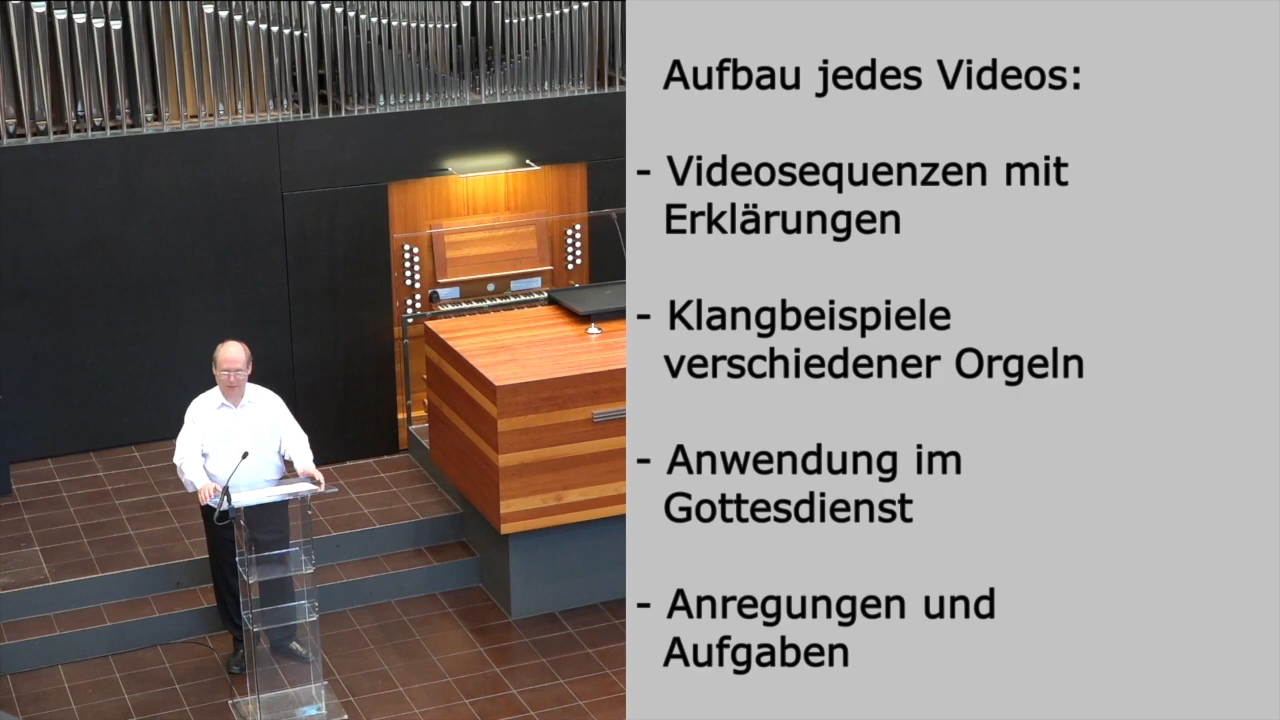 Aufbau jedes Videos:
- Videosequenzen mit
Erklärungen
- Klangbeispiele
verschiedener Orgeln
- Anwendung im
Gottesdienst
- Anregungen und
Aufgaben